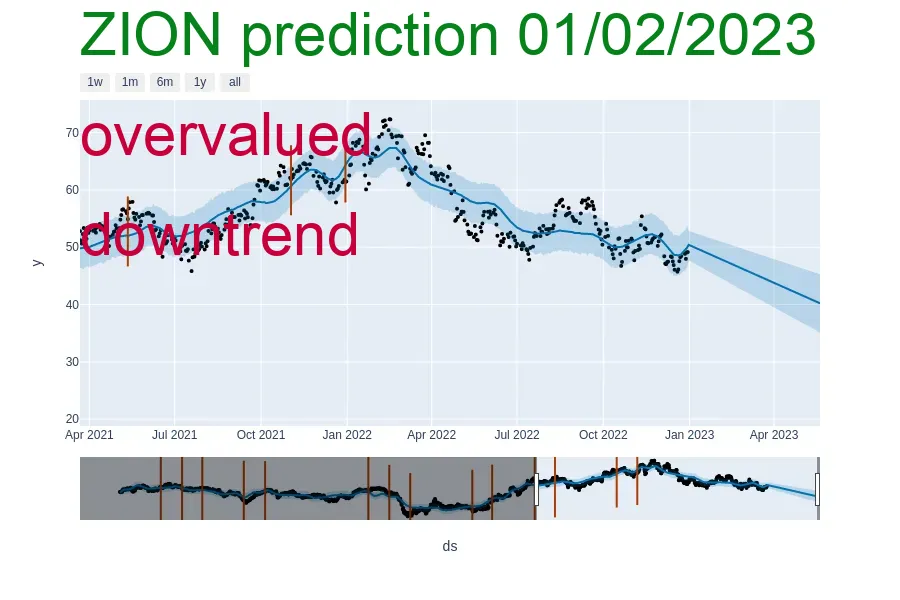 ZION prediction 01/02/2023
1w 1m 6m 1y all
overvalued
downtrend
70
60
50
40
30
20
y
Apr 2021 Jul 2021 Oct 2021 Jan 2022 Apr 2022 Jul 2022 Oct 2022 Jan 2023 Apr 2023
ds